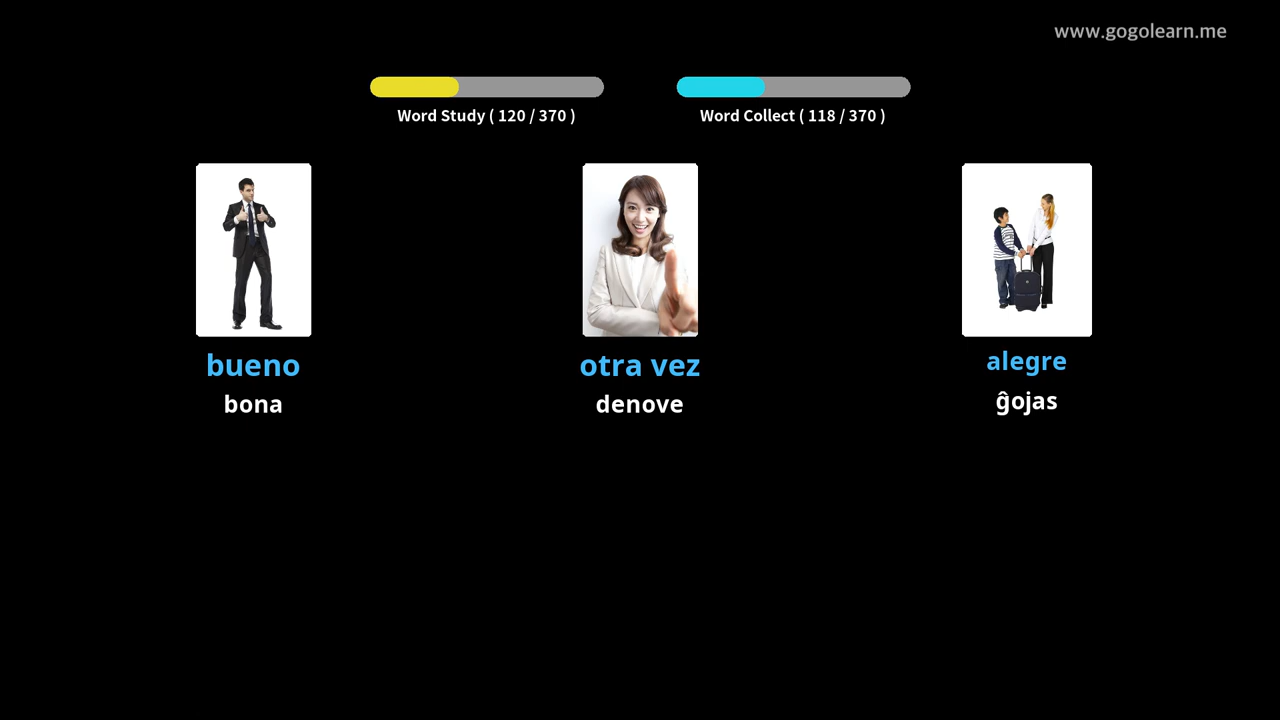 www.gogolearn.me
Word Study ( 120 / 370 )
Word Collect ( 118 / 370 )
bueno
otra vez
alegre
bona
denove
ĝojas